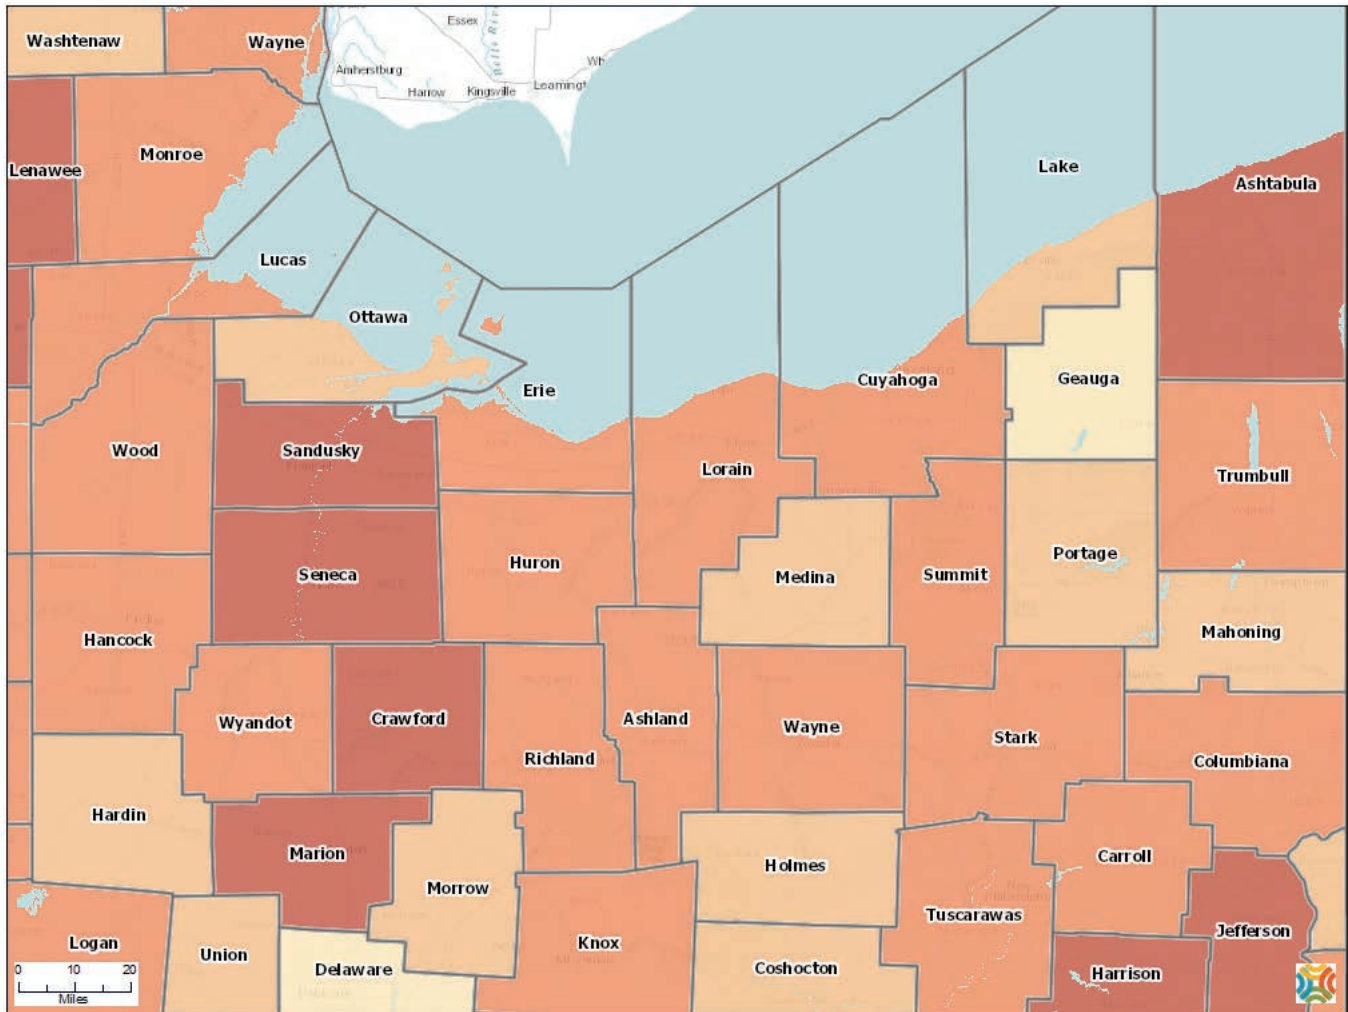 Essex
Washtenaw
Wayne
Amherstburg
Harrow
Kingsville
Leamingt
Wh
Lenawee
Monroe
Lake
Ashtabula
Lucas
Ottawa
Erie
Cuyahoga
Geauga
Wood
Sandusky
Lorain
Trumbull
Seneca
Huron
Medina
Summit
Portage
Hancock
Mahoning
Wyandot
Crawford
Richland
Ashland
Wayne
Stark
Columbiana
Hardin
Marion
Morrow
Holmes
Carroll
Tuscarawas
Jefferson
Logan
Union
Delaware
Knox
Coshocton
Harrison
0 10 20
Miles